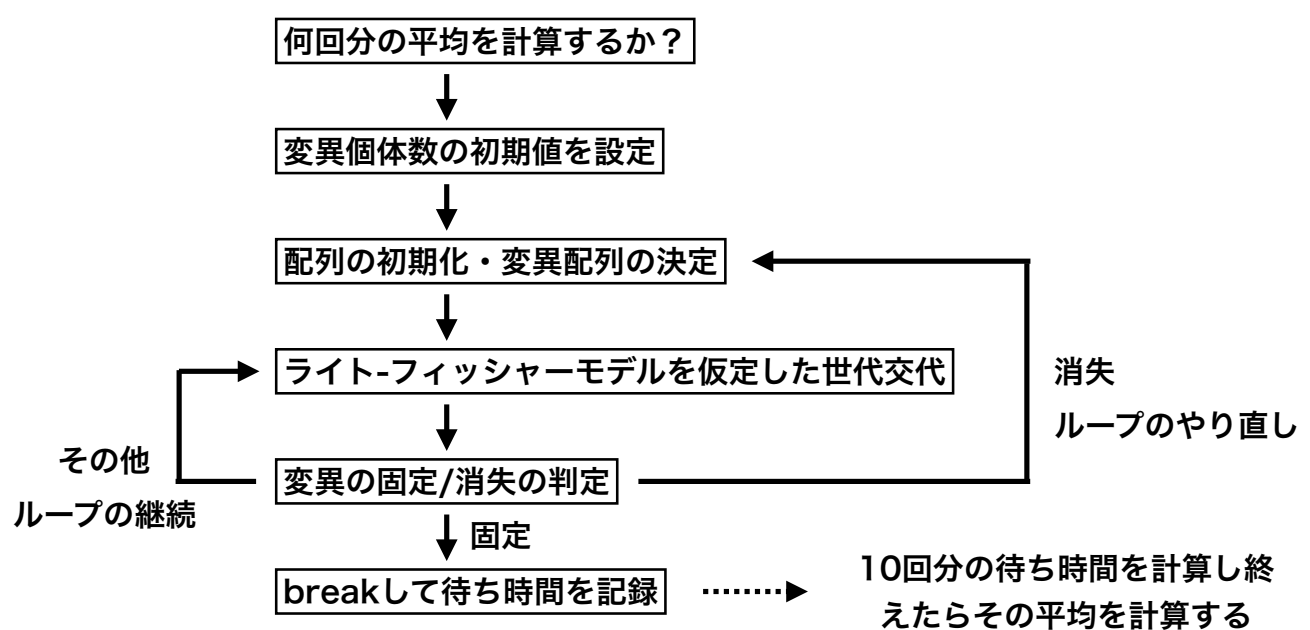 何回分の平均を計算するか？
変異個体数の初期値を設定
配列の初期化・変異配列の決定
ライト-フィッシャーモデルを仮定した世代交代
消失
ループのやり直し
その他
ループの継続
変異の固定/消失の判定
固定
breakして待ち時間を記録
10回分の待ち時間を計算し終
えたらその平均を計算する